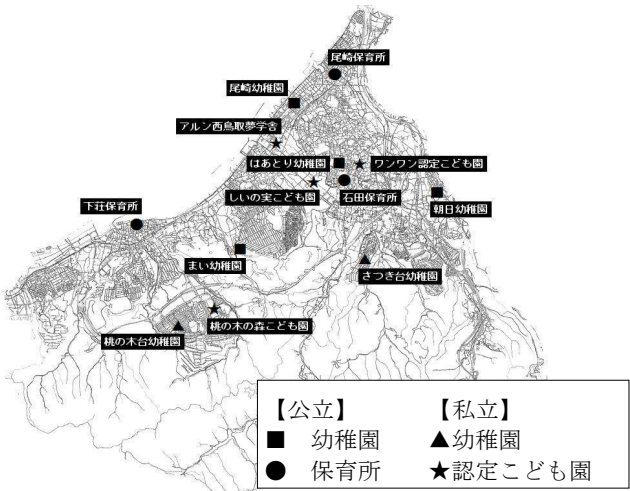 尾崎保育所
尾崎幼稚園
アルン西鳥取夢学舎
はあとり幼稚園
ワンワン認定こども園
しいの実こども園
石田保育所
朝日幼稚園
下荘保育所
まい幼稚園
さつき台幼稚園
桃の木の森こども園
桃の木台幼稚園
【公立】 【私立】
■ 幼稚園 ▲幼稚園
● 保育所 ★認定こども園